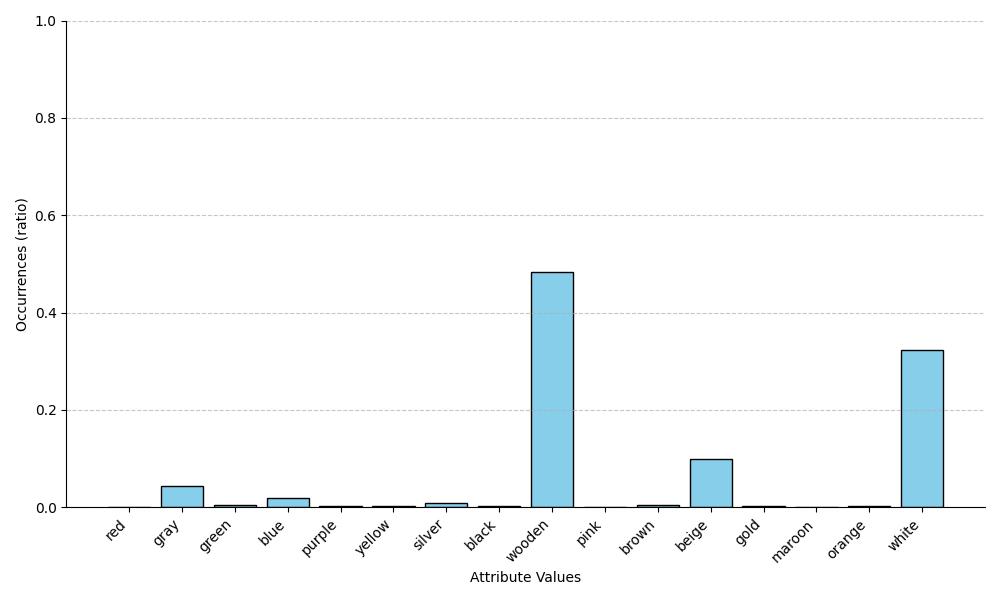 1.0
0.8
0.6
0.4
0.2
0.0
Occurrences (ratio)
red
gray
green
blue
purple
yellow
silver
black
wooden
pink
brown
beige
gold
maroon
orange
white
Attribute Values